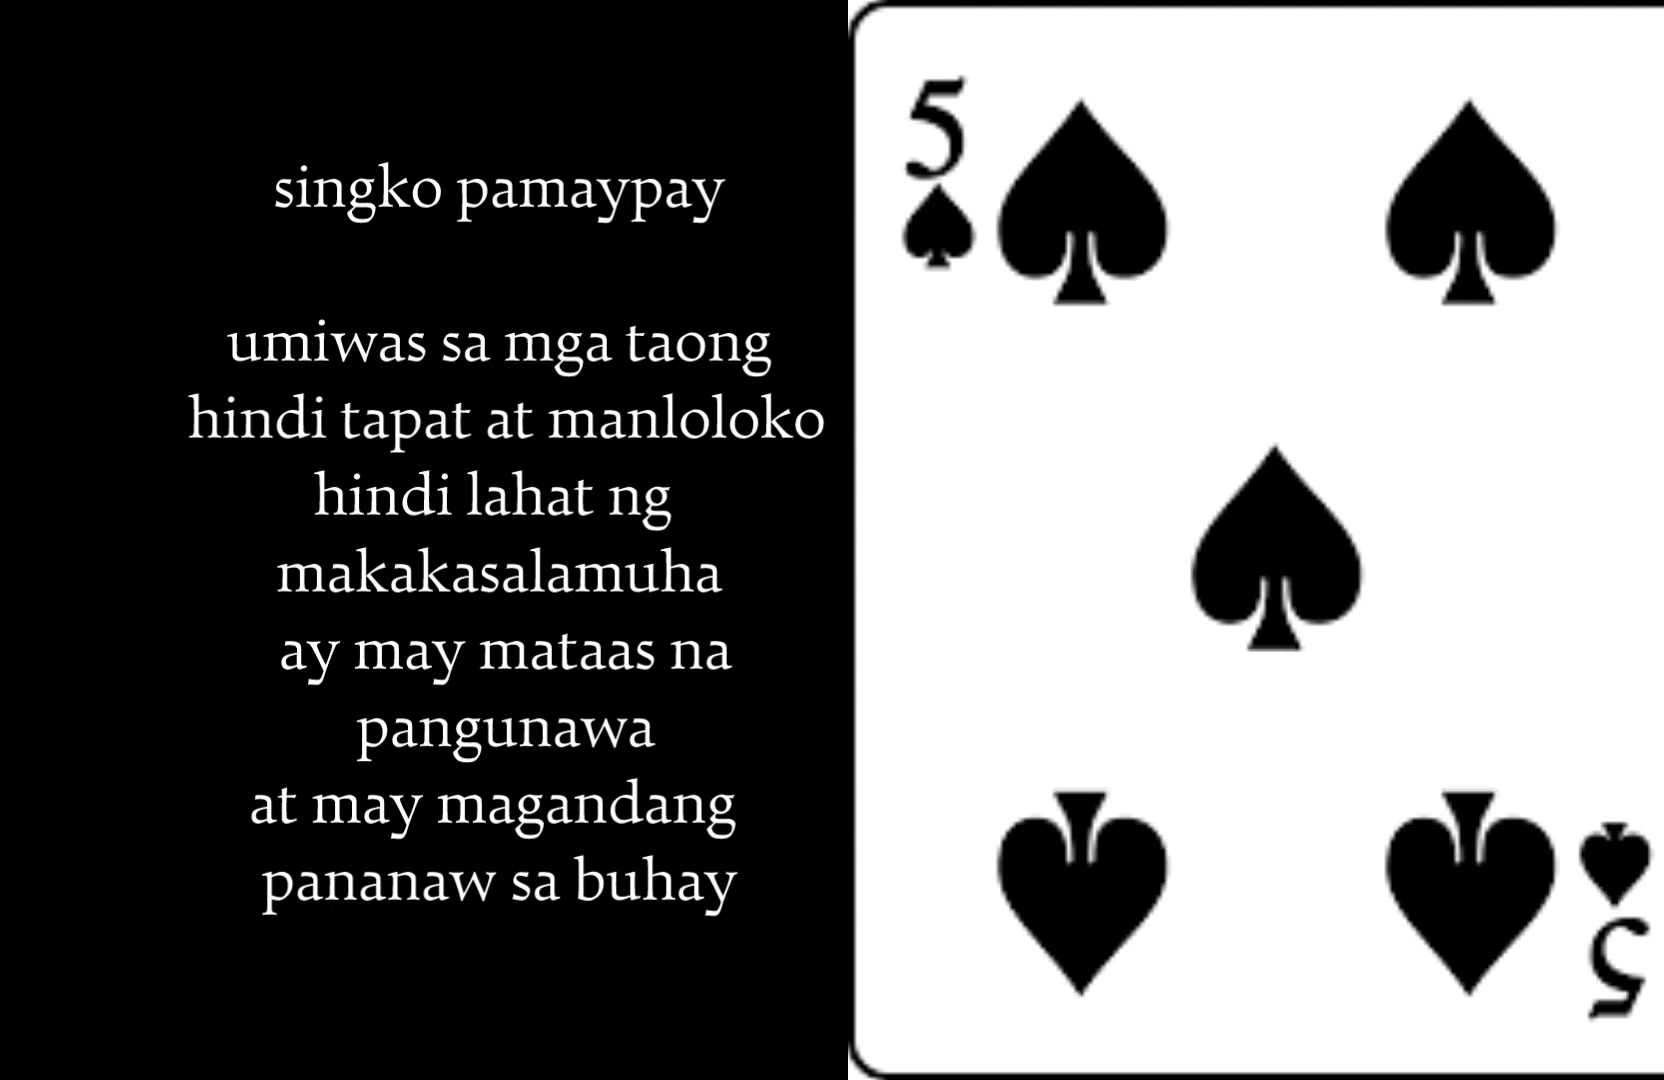 singko pamaypay
umiwas sa mga taong
hindi tapat at manloloko
hindi lahat ng
makakasalamuha
ay may mataas na
pangunawa
at may magandang
pananaw sa buhay
5
5